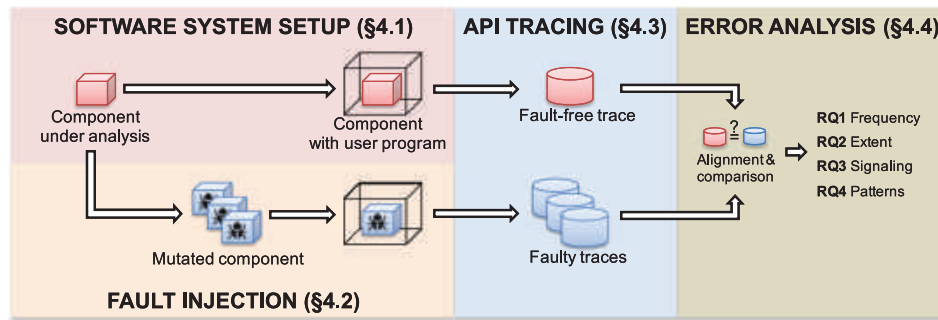 SOFTWARE SYSTEM SETUP (§4.1)
API TRACING (§4.3)
ERROR ANALYSIS (§4.4)
Component
under analysis
Component
with user program
Fault-free trace
?
=
Alignment &
comparison
RQ1 Frequency
RQ2 Extent
RQ3 Signaling
RQ4 Patterns
Mutated component
Faulty traces
FAULT INJECTION (§4.2)